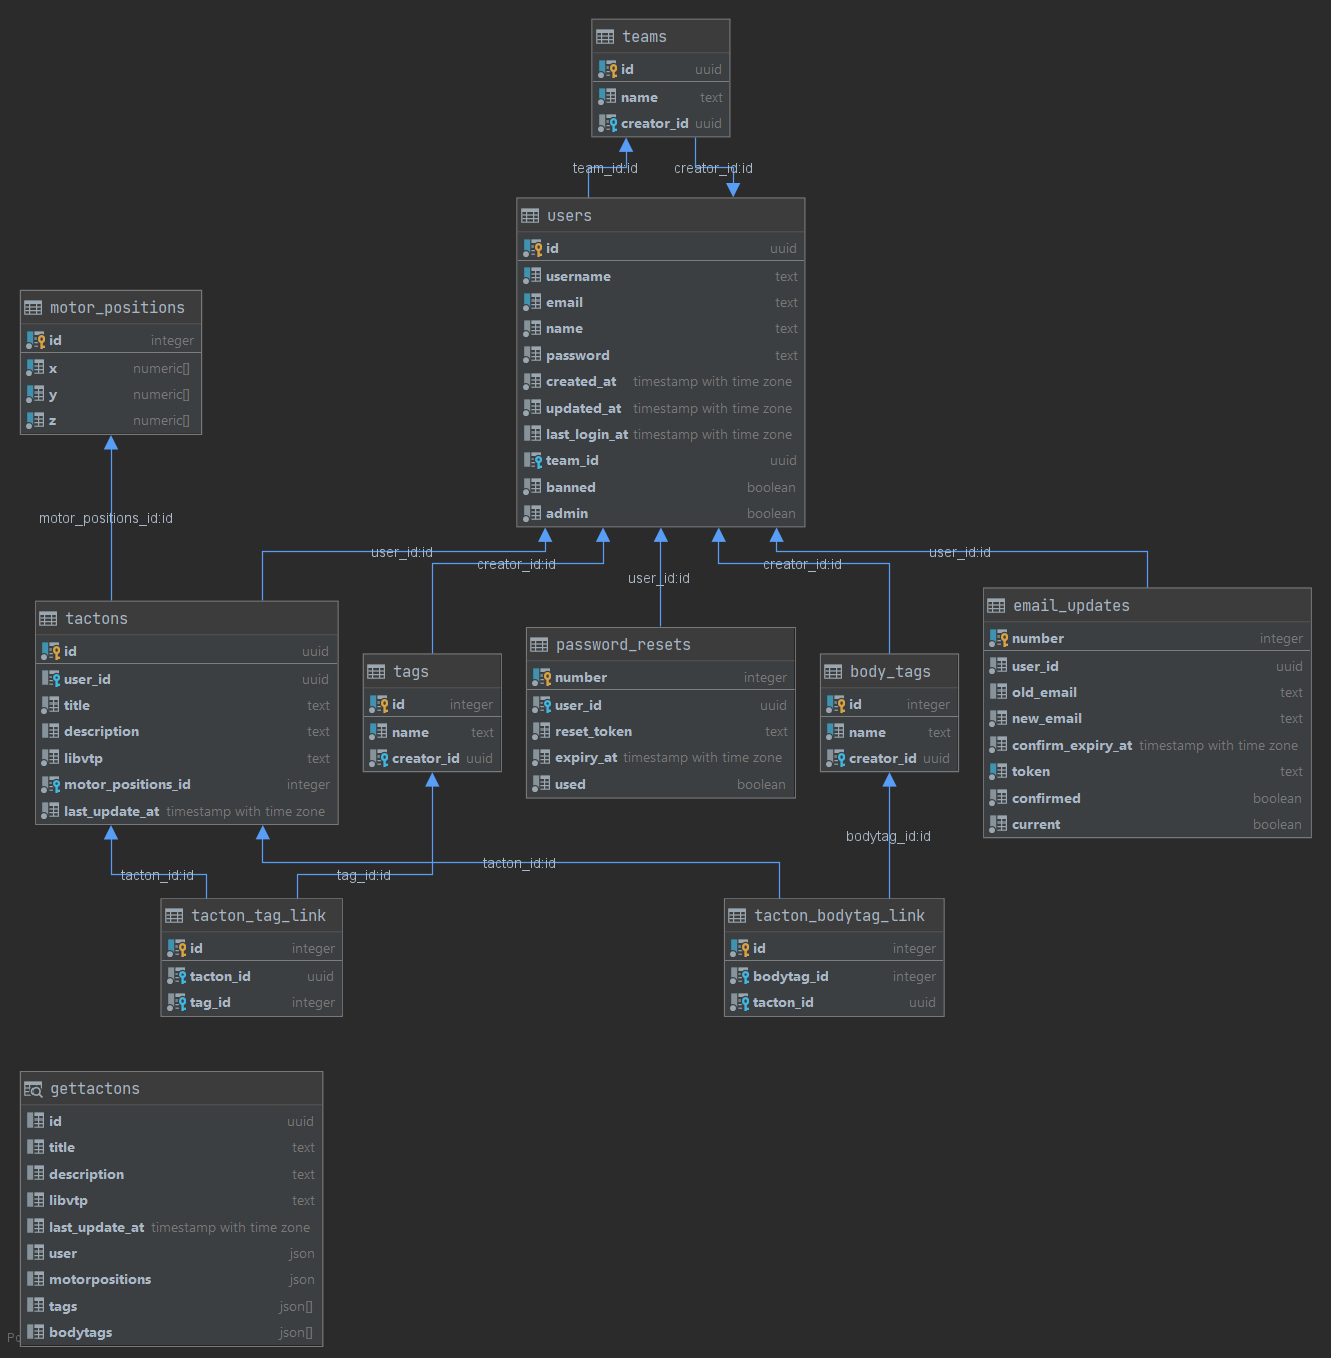 teams
id uuid
name text
creator_id uuid
team_id:id creator_id:id
users
id uuid
username text
email text
name text
password text
created_at timestamp with time zone
updated_at timestamp with time zone
last_login_at timestamp with time zone
team_id uuid
banned boolean
admin boolean
motor_positions
id integer
x numeric[]
y numeric[]
z numeric[]
motor_positions_id:id
user_id:id
creator_id:id
user_id:id
creator_id:id
user_id:id
tactons
id uuid
user_id uuid
title text
description text
libvtp text
motor_positions_id integer
last_update_at timestamp with time zone
tags
id integer
name text
creator_id uuid
password_resets
number integer
user_id uuid
reset_token text
expiry_at timestamp with time zone
used boolean
body_tags
id integer
name text
creator_id uuid
email_updates
number integer
user_id uuid
old_email text
new_email text
confirm_expiry_at timestamp with time zone
token text
confirmed boolean
current boolean
tacton_id:id
tag_id:id
tacton_id:id
bodytag_id:id
tacton_tag_link
id integer
tacton_id uuid
tag_id integer
tacton_bodytag_link
id integer
bodytag_id integer
tacton_id uuid
gettactons
id uuid
title text
description text
libvtp text
last_update_at timestamp with time zone
user json
motorpositions json
tags json[]
bodytags json[]